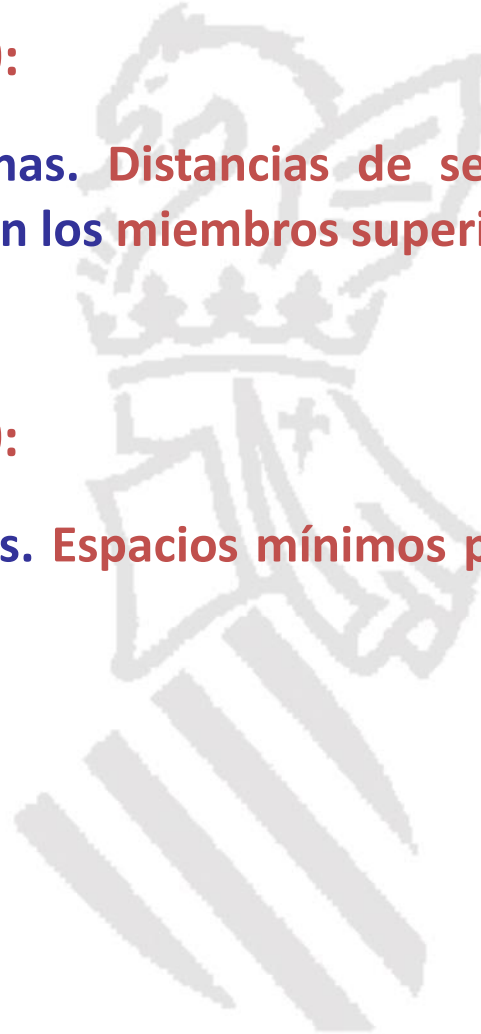 ):
nas. Distancias de se
n los miembros superi
):
s. Espacios mínimos p